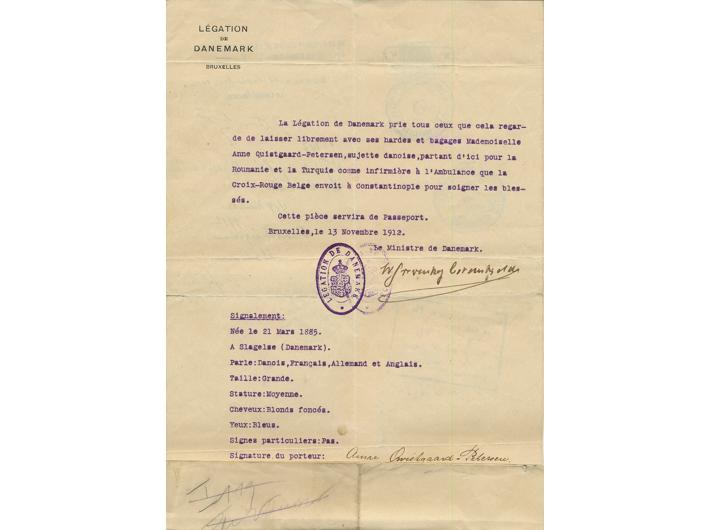 LÉGATION
DE
DANEMARK
BRUXELLES
La Légation de Danemark prie tous ceux que cela regar-
de de laisser librement avec ses hardes et bagages Mademoiselle
Anne Quistgaard-Petersen,sujette danoise,partant d'ici pour la
Roumanie et la Turquie comme infirmière à l'Ambulance que la
Croix-Rouge Belge envoit à Constantinople pour soigner les bles-
sés.
Cette pièce servira de Passeport.
Bruxelles,le 13 Novembre 1912.
Le Ministre de Danemark.
LÉGATION DE DANEMARK
Signalement:
Née le 21 Mars 1885.
A Slagelse (Danemark).
Parle:Danois,Français,Allemand et Anglais.
Taille:Grande.
Stature:Moyenne.
Cheveux:Blonds foncés.
Yeux:Bleus.
Signes particuliers:Pas.
Signature du porteur: Anne Quistgaard-Petersen.